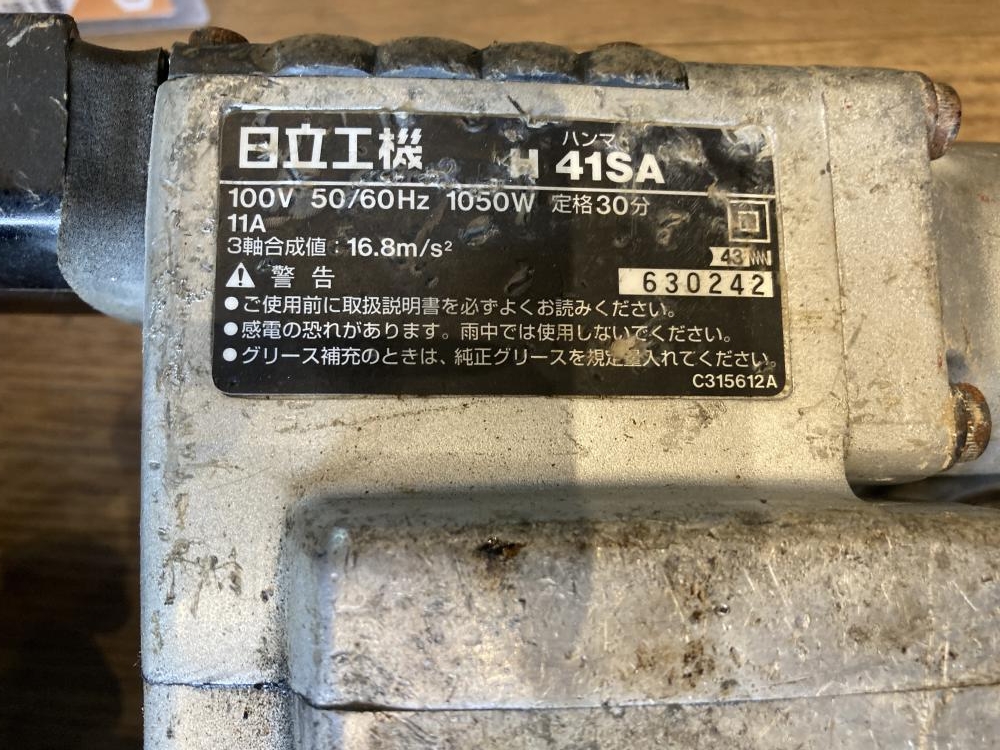 日立工機
ハンマ
H 41SA
100V 50/60Hz 1050W 定格30分
11A
3軸合成値：16.8m/s²
43
警告
630242
●ご使用前に取扱説明書を必ずよくお読みください。
●感電の恐れがあります。雨中では使用しないでください。
●グリース補充のときは、純正グリースを規定量入れてください。
C315612A